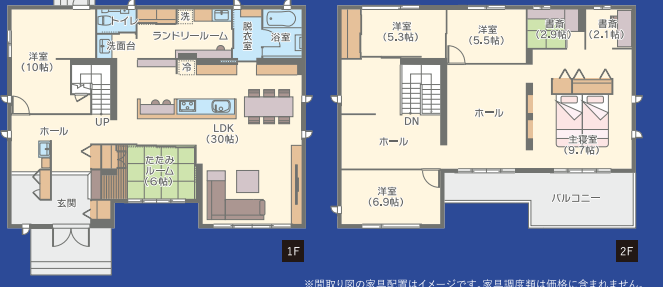 トイレ
洗
洗面台
ランドリールーム
脱衣室
浴室
洋室
(10帖)
冷
UP
ホール
LDK
(30帖)
たたみ
ルーム
(6帖)
玄関
1F
洋室
(5.3帖)
洋室
(5.5帖)
書斎
(2.9帖)
書斎
(2.1帖)
DN
ホール
ホール
主寝室
(9.7帖)
洋室
(6.9帖)
バルコニー
2F
※間取り図の家具配置はイメージです。家具調度類は価格に含まれません。